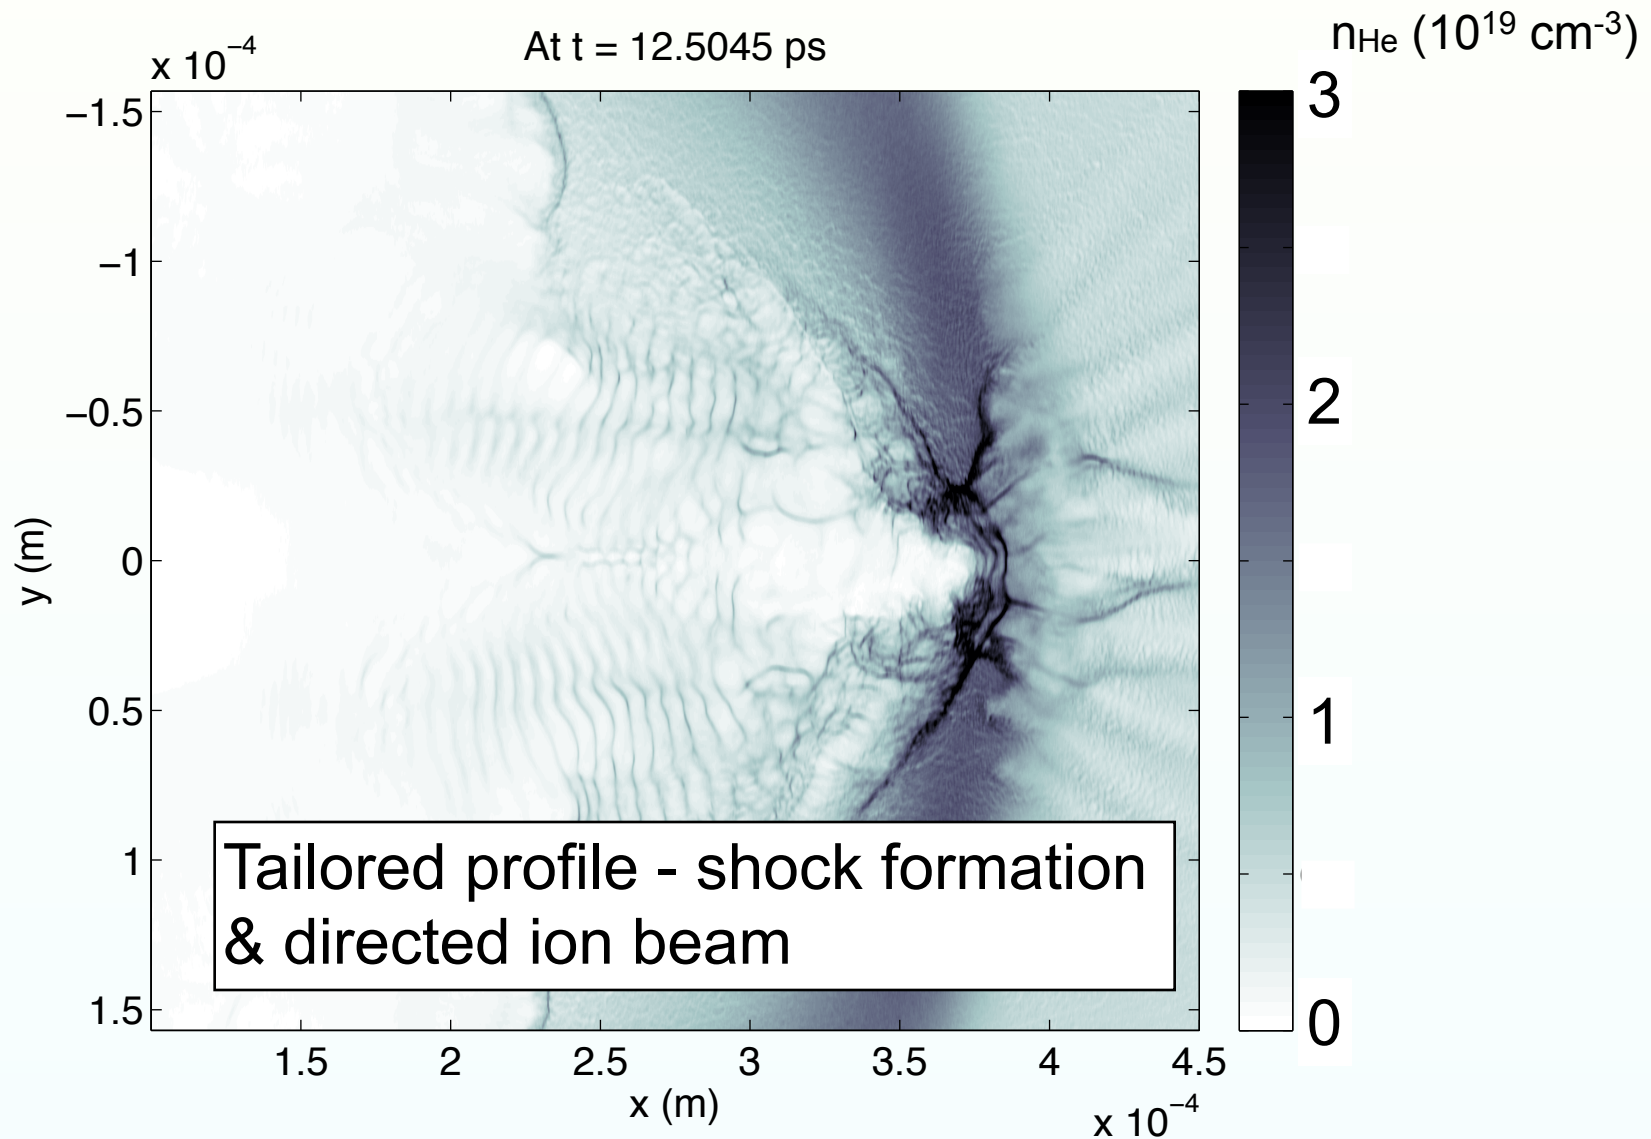 n_He (10^19 cm^-3)
At t = 12.5045 ps
x 10^−4
−1.5
−1
−0.5
0
0.5
1
1.5
y (m)
3
2
1
0
Tailored profile - shock formation
& directed ion beam
1.5 2 2.5 3 3.5 4 4.5
x (m)
x 10^−4